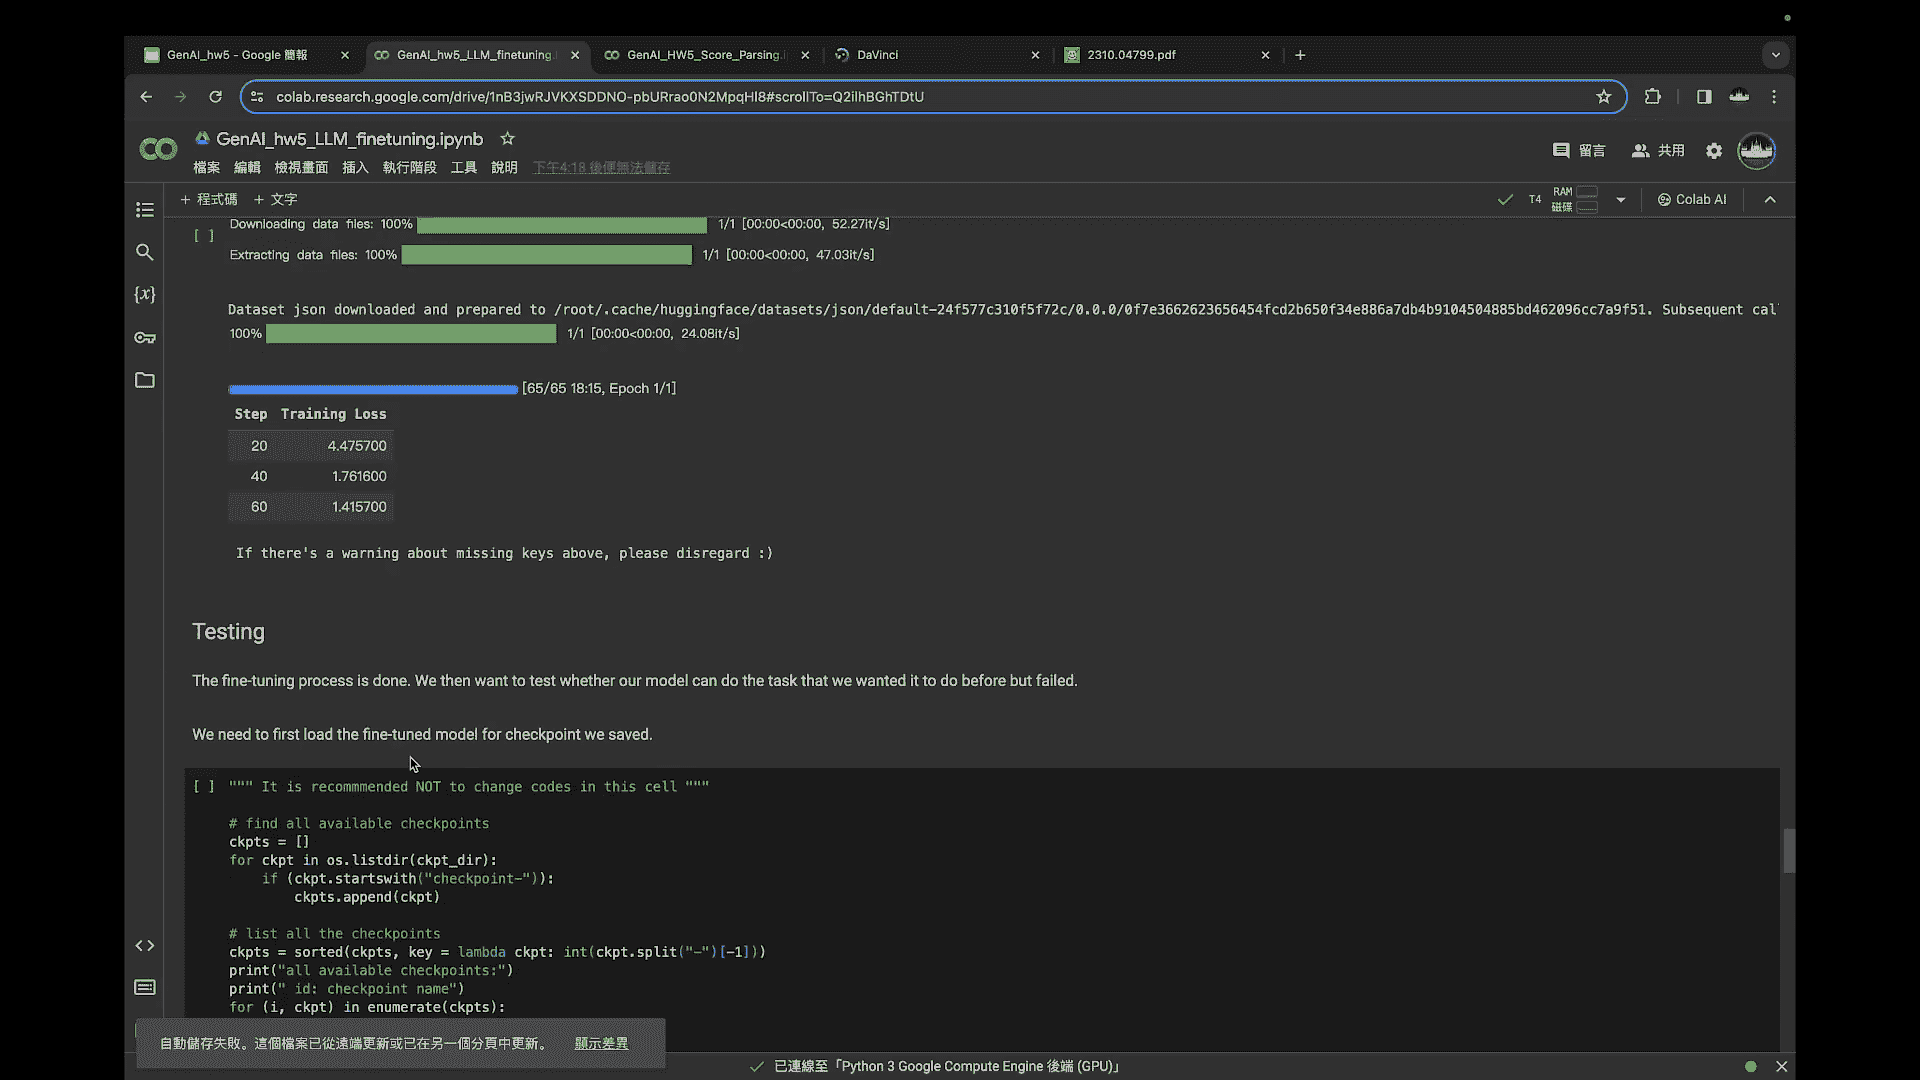 GenAI_hw5 - Google 簡報
GenAI_hw5_LLM_finetuning.
GenAI_HW5_Score_Parsing.i
DaVinci
2310.04799.pdf
colab.research.google.com/drive/1nB3jwRJVKXSDDNO-pbURrao0N2MpqHl8#scrollTo=Q2iIhBGhTDtU
GenAI_hw5_LLM_finetuning.ipynb
檔案 編輯 檢視畫面 插入 執行階段 工具 說明 下午4:18 後便無法儲存
留言
共用
+ 程式碼 + 文字
T4
RAM
磁碟
Colab AI
Downloading data files: 100% 1/1 [00:00<00:00, 52.27it/s]
[ ]
Extracting data files: 100% 1/1 [00:00<00:00, 47.03it/s]
Dataset json downloaded and prepared to /root/.cache/huggingface/datasets/json/default-24f577c310f5f72c/0.0.0/0f7e3662623656454fcd2b650f34e886a7db4b9104504885bd462096cc7a9f51. Subsequent cal
100% 1/1 [00:00<00:00, 24.08it/s]
[65/65 18:15, Epoch 1/1]
Step Training Loss
20 4.475700
40 1.761600
60 1.415700
If there's a warning about missing keys above, please disregard :)
Testing
The fine-tuning process is done. We then want to test whether our model can do the task that we wanted it to do before but failed.
We need to first load the fine-tuned model for checkpoint we saved.
[ ] """ It is recommmended NOT to change codes in this cell """
# find all available checkpoints
ckpts = []
for ckpt in os.listdir(ckpt_dir):
if (ckpt.startswith("checkpoint-")):
ckpts.append(ckpt)
# list all the checkpoints
ckpts = sorted(ckpts, key = lambda ckpt: int(ckpt.split("-")[-1]))
print("all available checkpoints:")
print(" id: checkpoint name")
for (i, ckpt) in enumerate(ckpts):
自動儲存失敗。這個檔案已從遠端更新或已在另一個分頁中更新。 顯示差異
已連線至「Python 3 Google Compute Engine 後端 (GPU)」